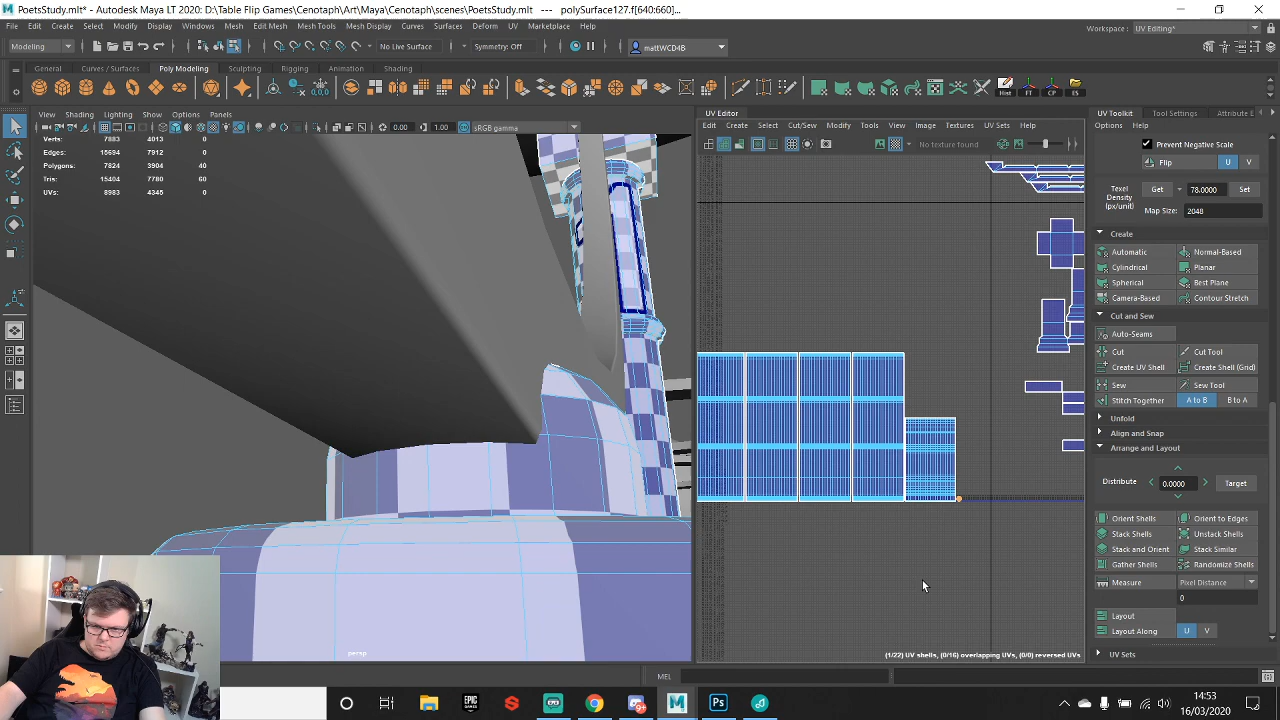 PoetsStudy.mlt* - Autodesk Maya LT 2020: D:\Table Flip Games\Cenotaph\Art\Maya\Cenotaph\scenes\PoetsStudy.mlt --- polySurface127.f[640:660]...
File Edit Create Select Modify Display Windows Mesh Edit Mesh Mesh Tools Mesh Display Curves Surfaces Deform UV Marketplace Help
Workspace: UV Editing*
Modeling
No Live Surface
Symmetry: Off
mattWCD4B
General Curves / Surfaces Poly Modeling Sculpting Rigging Animation Rendering
Hist FT CP ES
View Shading Lighting Show Options Panels
0.00 1.00 sRGB gamma
Verts: 7883 4013 0
Edges: 15694 7912 0
Polygons: 7824 3904 40
Tris: 15404 7780 60
UVs: 8983 4345 0
persp
UV Editor
Edit Create Select Cut/Sew Modify Tools View Image Textures UV Sets Help
No texture found
(1/22) UV shells, (0/16) overlapping UVs, (0/0) reversed UVs
UV Toolkit Tool Settings Attribute E
Options Help
Prevent Negative Scale
Flip U V
Texel Density (px/unit) Get 78.0000 Set
Map Size: 2048
Create
Automatic Normal-Based
Cylindrical Planar
Spherical Best Plane
Camera-Based Contour Stretch
Cut and Sew
Auto-Seams
Cut Cut Tool
Create UV Shell Create Shell (Grid)
Sew Sew Tool
Stitch Together A to B B to A
Unfold
Align and Snap
Arrange and Layout
Distribute 0.0000 Target
Orient Shells Orient to Edges
Stack Shells Unstack Shells
Stack and Orient Stack Similar
Gather Shells Randomize Shells
Measure Pixel Distance
0
Layout
Layout Along U V
UV Sets
MEL
EPIC GAMES
Ps
14:53
16/03/2020